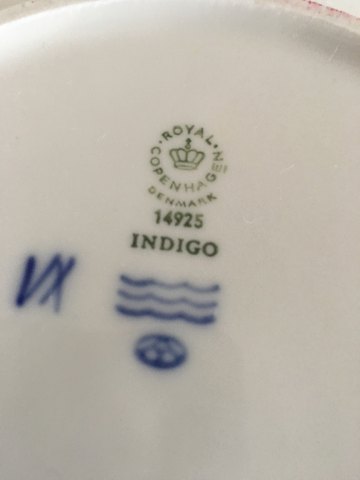 ROYAL
COPENHAGEN
DENMARK
14925
INDIGO